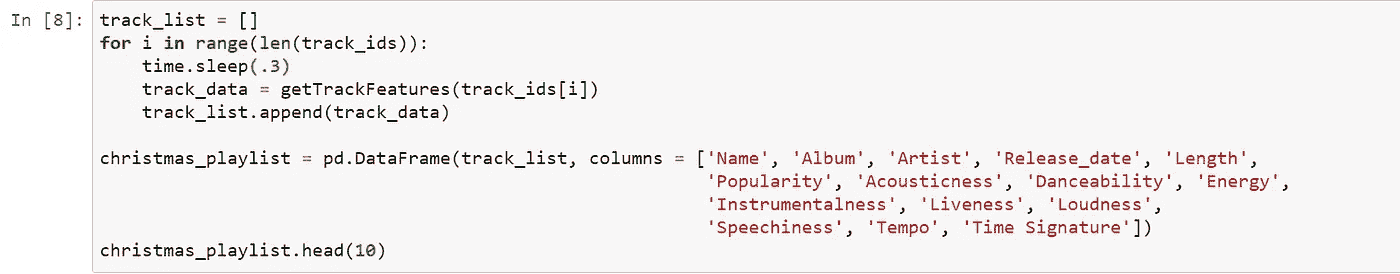 In [8]: track_list = []
for i in range(len(track_ids)):
    time.sleep(.3)
    track_data = getTrackFeatures(track_ids[i])
    track_list.append(track_data)

christmas_playlist = pd.DataFrame(track_list, columns = ['Name', 'Album', 'Artist', 'Release_date', 'Length',
                                                         'Popularity', 'Acousticness', 'Danceability', 'Energy',
                                                         'Instrumentalness', 'Liveness', 'Loudness',
                                                         'Speechiness', 'Tempo', 'Time Signature'])
christmas_playlist.head(10)